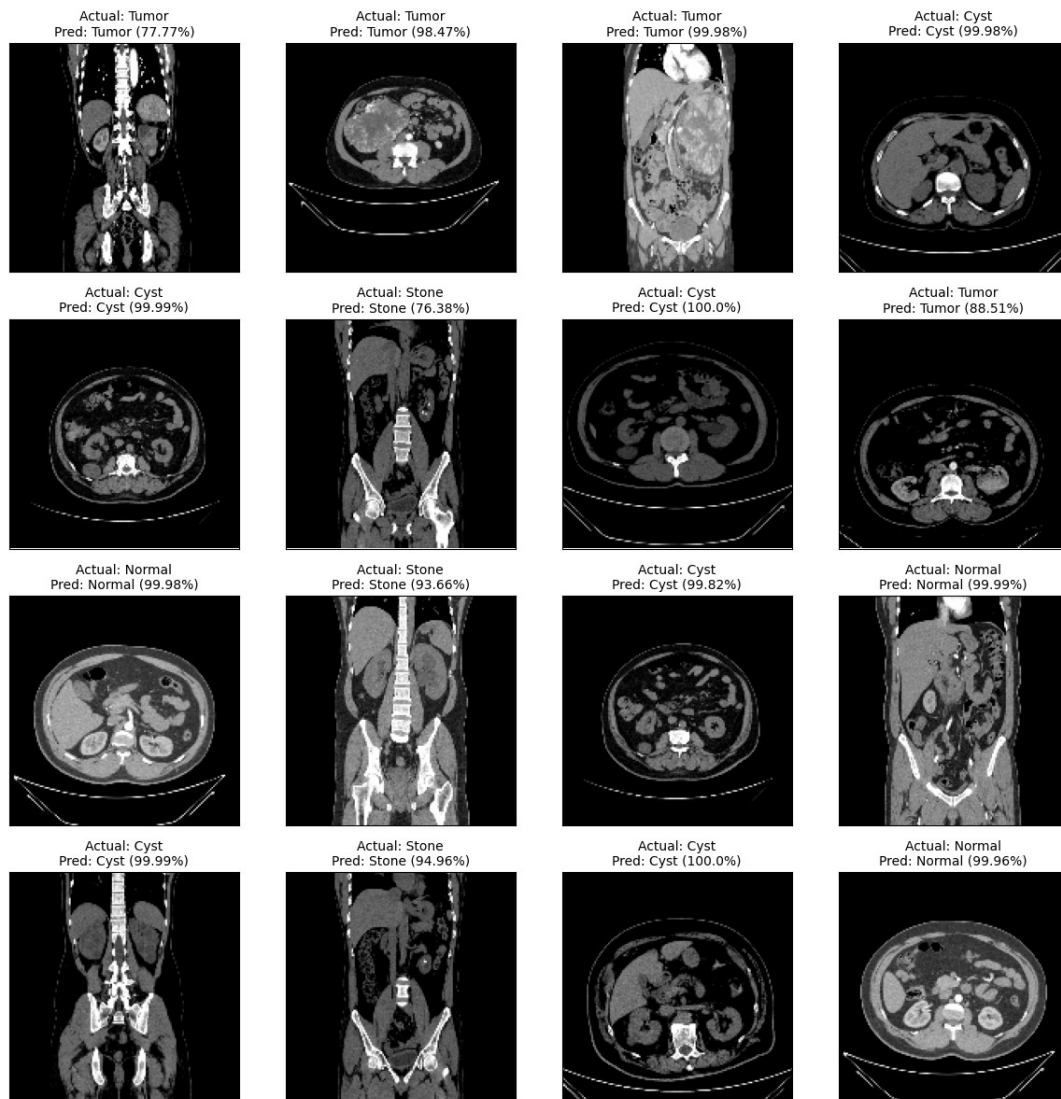 Actual: Tumor
Pred: Tumor (77.77%)
Actual: Tumor
Pred: Tumor (98.47%)
Actual: Tumor
Pred: Tumor (99.98%)
Actual: Cyst
Pred: Cyst (99.98%)
Actual: Cyst
Pred: Cyst (99.99%)
Actual: Stone
Pred: Stone (76.38%)
Actual: Cyst
Pred: Cyst (100.0%)
Actual: Tumor
Pred: Tumor (88.51%)
Actual: Normal
Pred: Normal (99.98%)
Actual: Stone
Pred: Stone (93.66%)
Actual: Cyst
Pred: Cyst (99.82%)
Actual: Normal
Pred: Normal (99.99%)
Actual: Cyst
Pred: Cyst (99.99%)
Actual: Stone
Pred: Stone (94.96%)
Actual: Cyst
Pred: Cyst (100.0%)
Actual: Normal
Pred: Normal (99.96%)